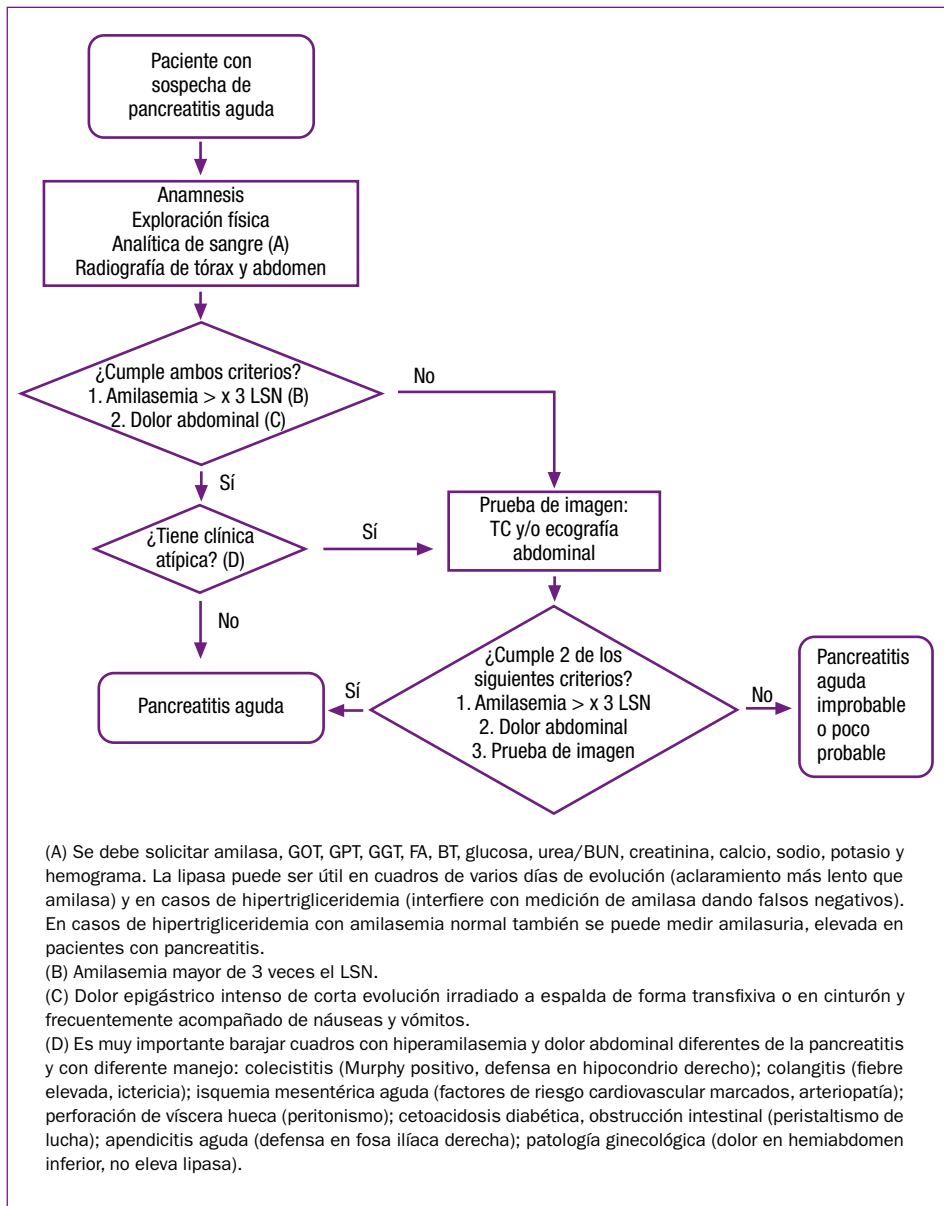 Paciente con
sospecha de
pancreatitis aguda
Anamnesis
Exploración física
Analítica de sangre (A)
Radiografía de tórax y abdomen
¿Cumple ambos criterios?
1. Amilasemia > x 3 LSN (B)
2. Dolor abdominal (C)
No
Sí
¿Tiene clínica
atípica? (D)
Sí
Prueba de imagen:
TC y/o ecografía
abdominal
No
Pancreatitis aguda
Sí
¿Cumple 2 de los
siguientes criterios?
1. Amilasemia > x 3 LSN
2. Dolor abdominal
3. Prueba de imagen
No
Pancreatitis
aguda
improbable
o poco
probable
(A) Se debe solicitar amilasa, GOT, GPT, GGT, FA, BT, glucosa, urea/BUN, creatinina, calcio, sodio, potasio y
hemograma. La lipasa puede ser útil en cuadros de varios días de evolución (aclaramiento más lento que
amilasa) y en casos de hipertrigliceridemia (interfiere con medición de amilasa dando falsos negativos).
En casos de hipertrigliceridemia con amilasemia normal también se puede medir amilasuria, elevada en
pacientes con pancreatitis.
(B) Amilasemia mayor de 3 veces el LSN.
(C) Dolor epigástrico intenso de corta evolución irradiado a espalda de forma transfixiva o en cinturón y
frecuentemente acompañado de náuseas y vómitos.
(D) Es muy importante barajar cuadros con hiperamilasemia y dolor abdominal diferentes de la pancreatitis
y con diferente manejo: colecistitis (Murphy positivo, defensa en hipocondrio derecho); colangitis (fiebre
elevada, ictericia); isquemia mesentérica aguda (factores de riesgo cardiovascular marcados, arteriopatía);
perforación de víscera hueca (peritonismo); cetoacidosis diabética, obstrucción intestinal (peristaltismo de
lucha); apendicitis aguda (defensa en fosa ilíaca derecha); patología ginecológica (dolor en hemiabdomen
inferior, no eleva lipasa).